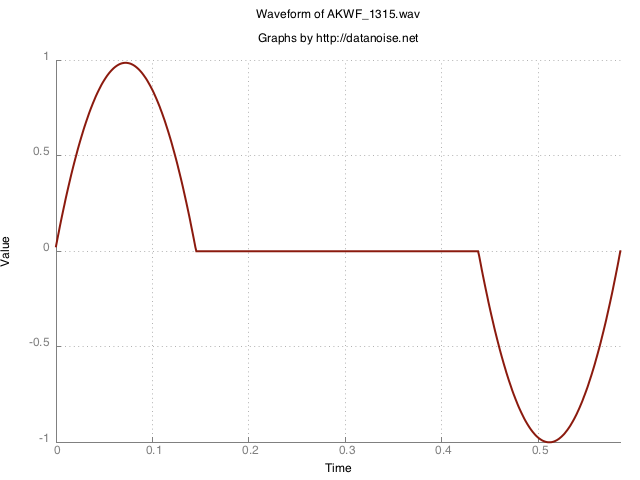 Waveform of AKWF_1315.wav
Graphs by http://datanoise.net
1
0.5
0
-0.5
-1
Value
0 0.1 0.2 0.3 0.4 0.5
Time